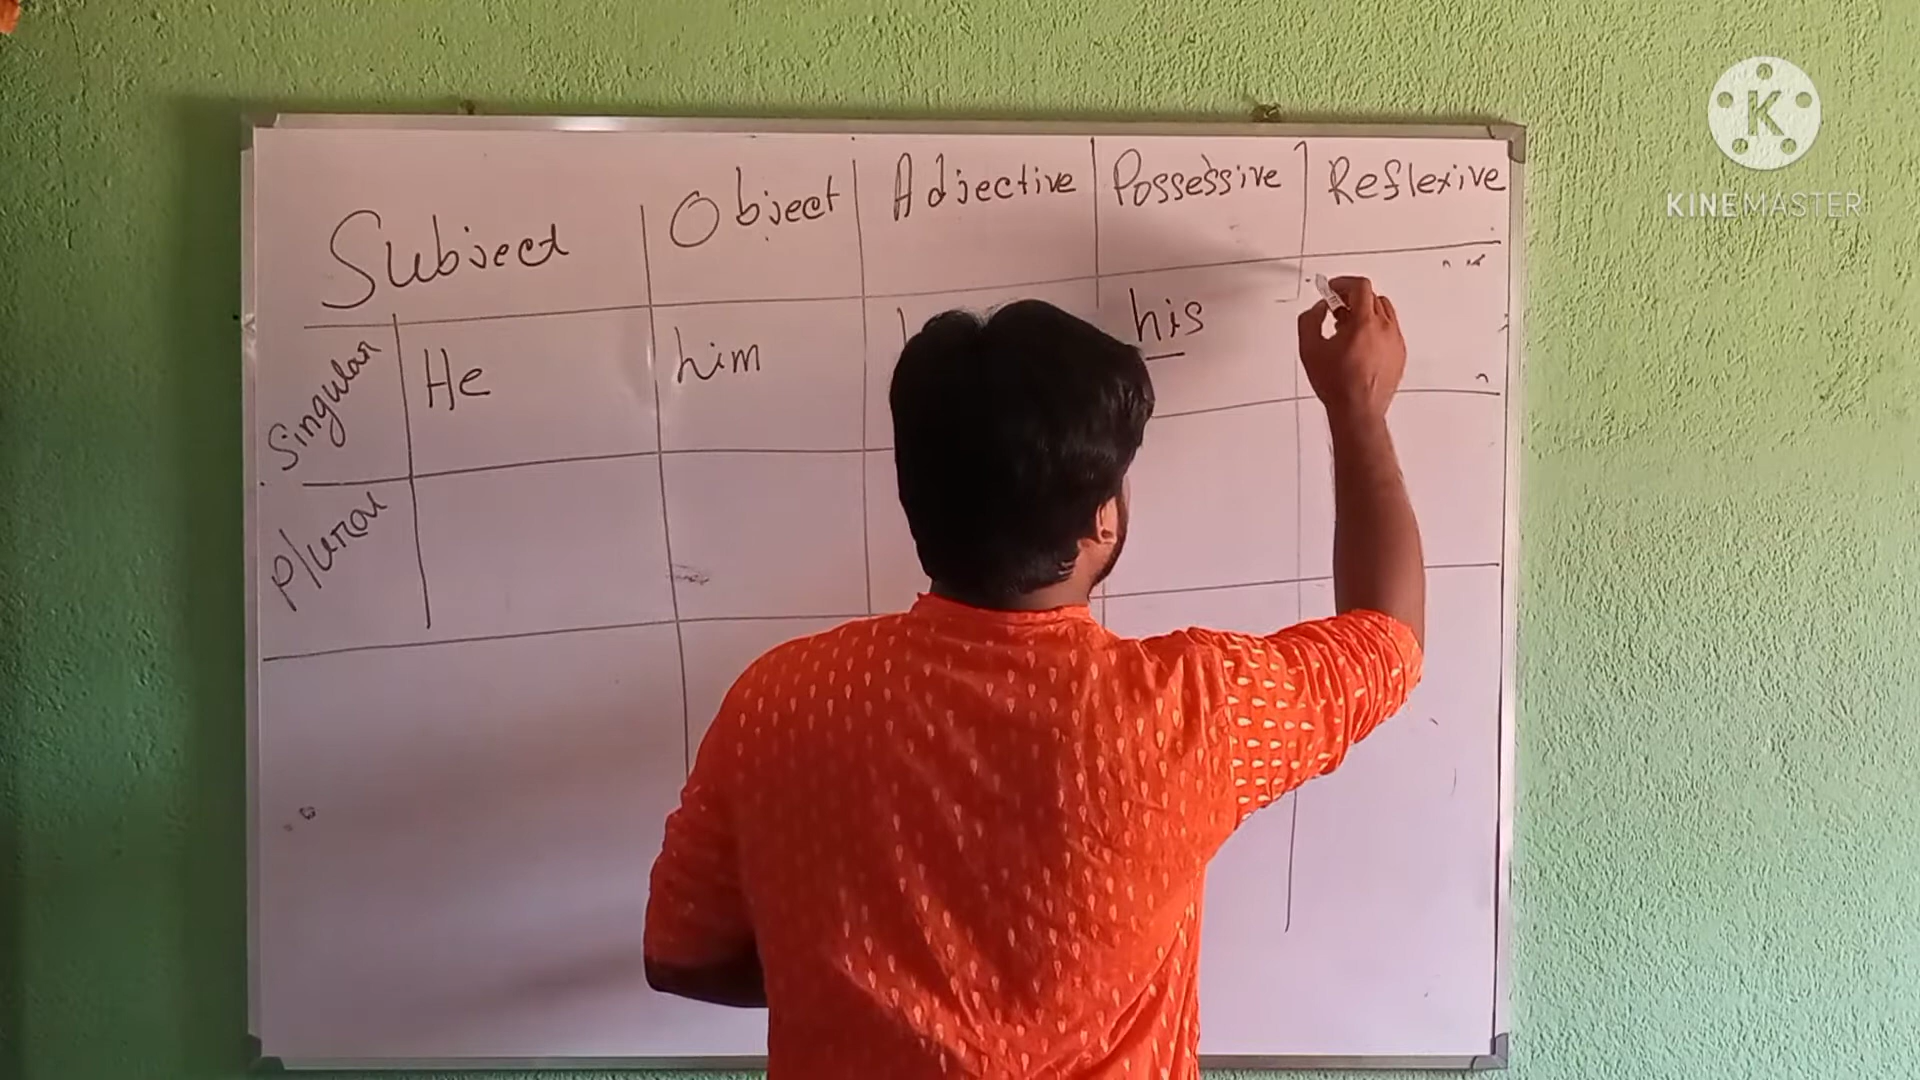 Subject Object Adjective Possessive Reflexive
Singular He him his
Plural
KINEMASTER